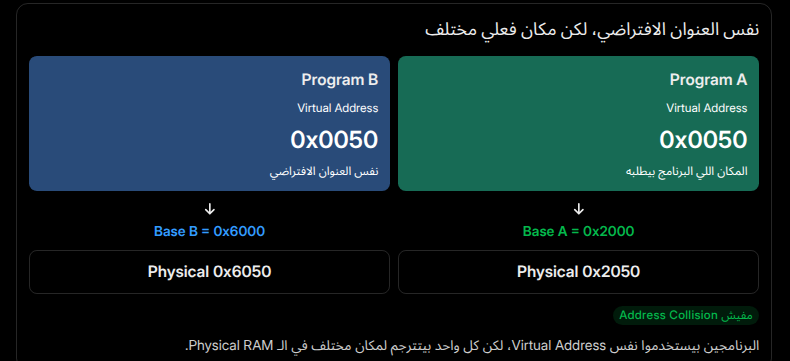 نفس العنوان الافتراضي، لكن مكان فعلي مختلف
Program A
Virtual Address
0x0050
المكان اللي البرنامج بيطلبه
Base A = 0x2000
Physical 0x2050
Program B
Virtual Address
0x0050
نفس العنوان الافتراضي
Base B = 0x6000
Physical 0x6050
مفيش Address Collision
البرنامجين بيستخدموا نفس Virtual Address، لكن كل واحد بيتترجم لمكان مختلف في الـ Physical RAM.